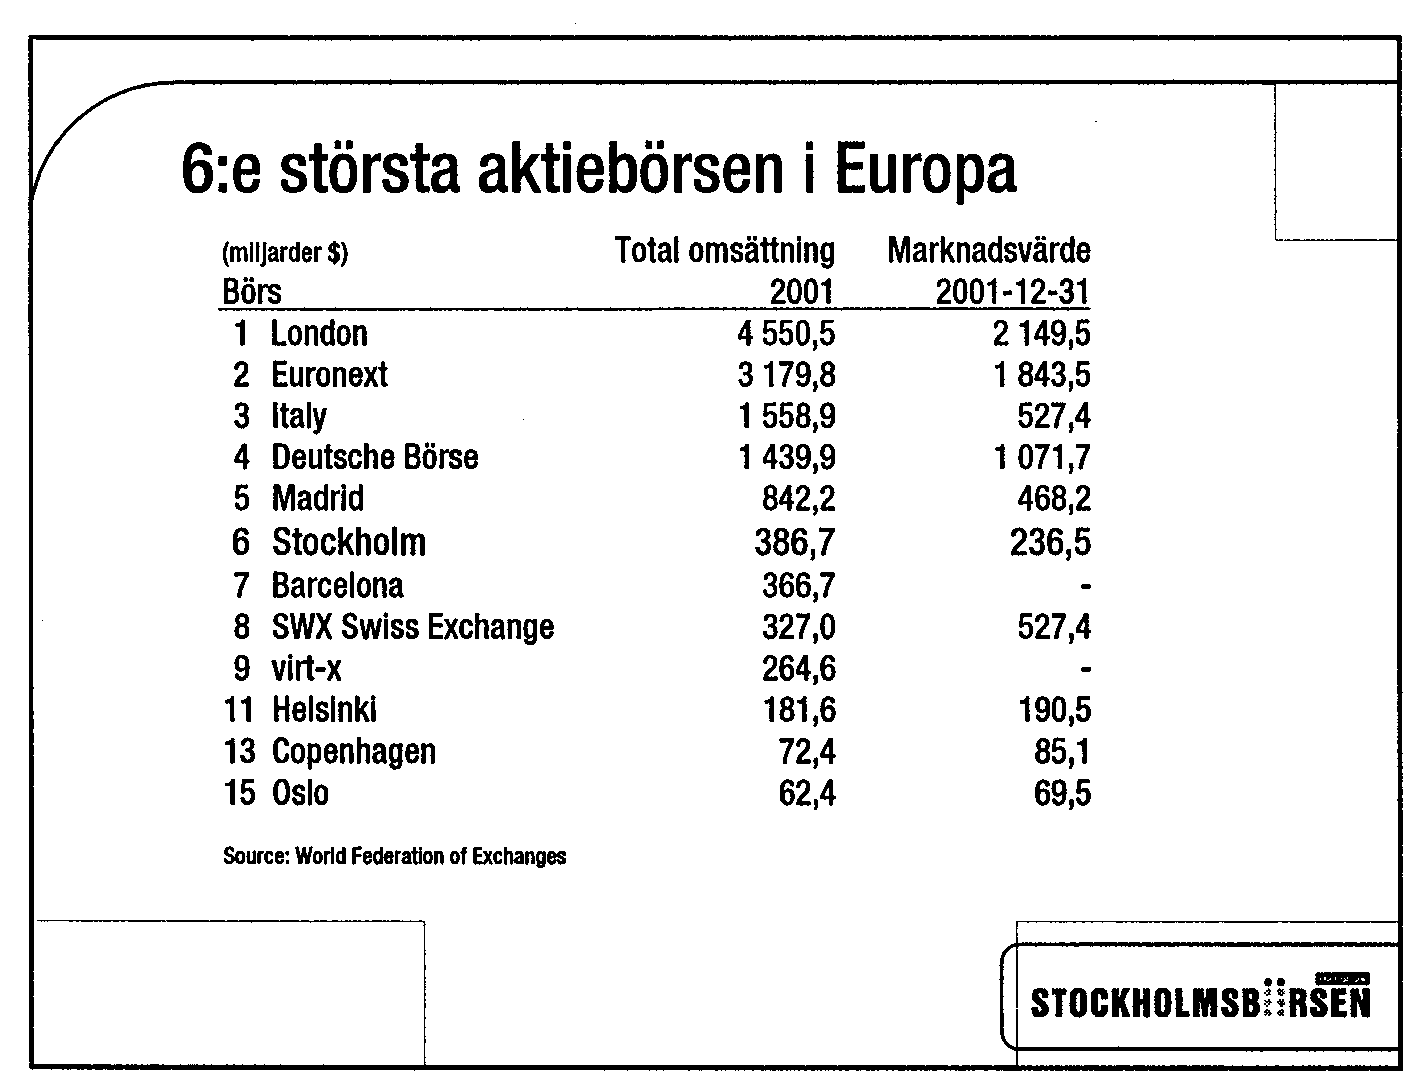 6:e största aktiebörsen i Europa
(miljarder $) Total omsättning Marknadsvärde
Börs 2001 2001-12-31
1 London 4 550,5 2 149,5
2 Euronext 3 179,8 1 843,5
3 Italy 1 558,9 527,4
4 Deutsche Börse 1 439,9 1 071,7
5 Madrid 842,2 468,2
6 Stockholm 386,7 236,5
7 Barcelona 366,7 -
8 SWX Swiss Exchange 327,0 527,4
9 virt-x 264,6 -
11 Helsinki 181,6 190,5
13 Copenhagen 72,4 85,1
15 Oslo 62,4 69,5
Source: World Federation of Exchanges
STOCKHOLMSBÖRSEN